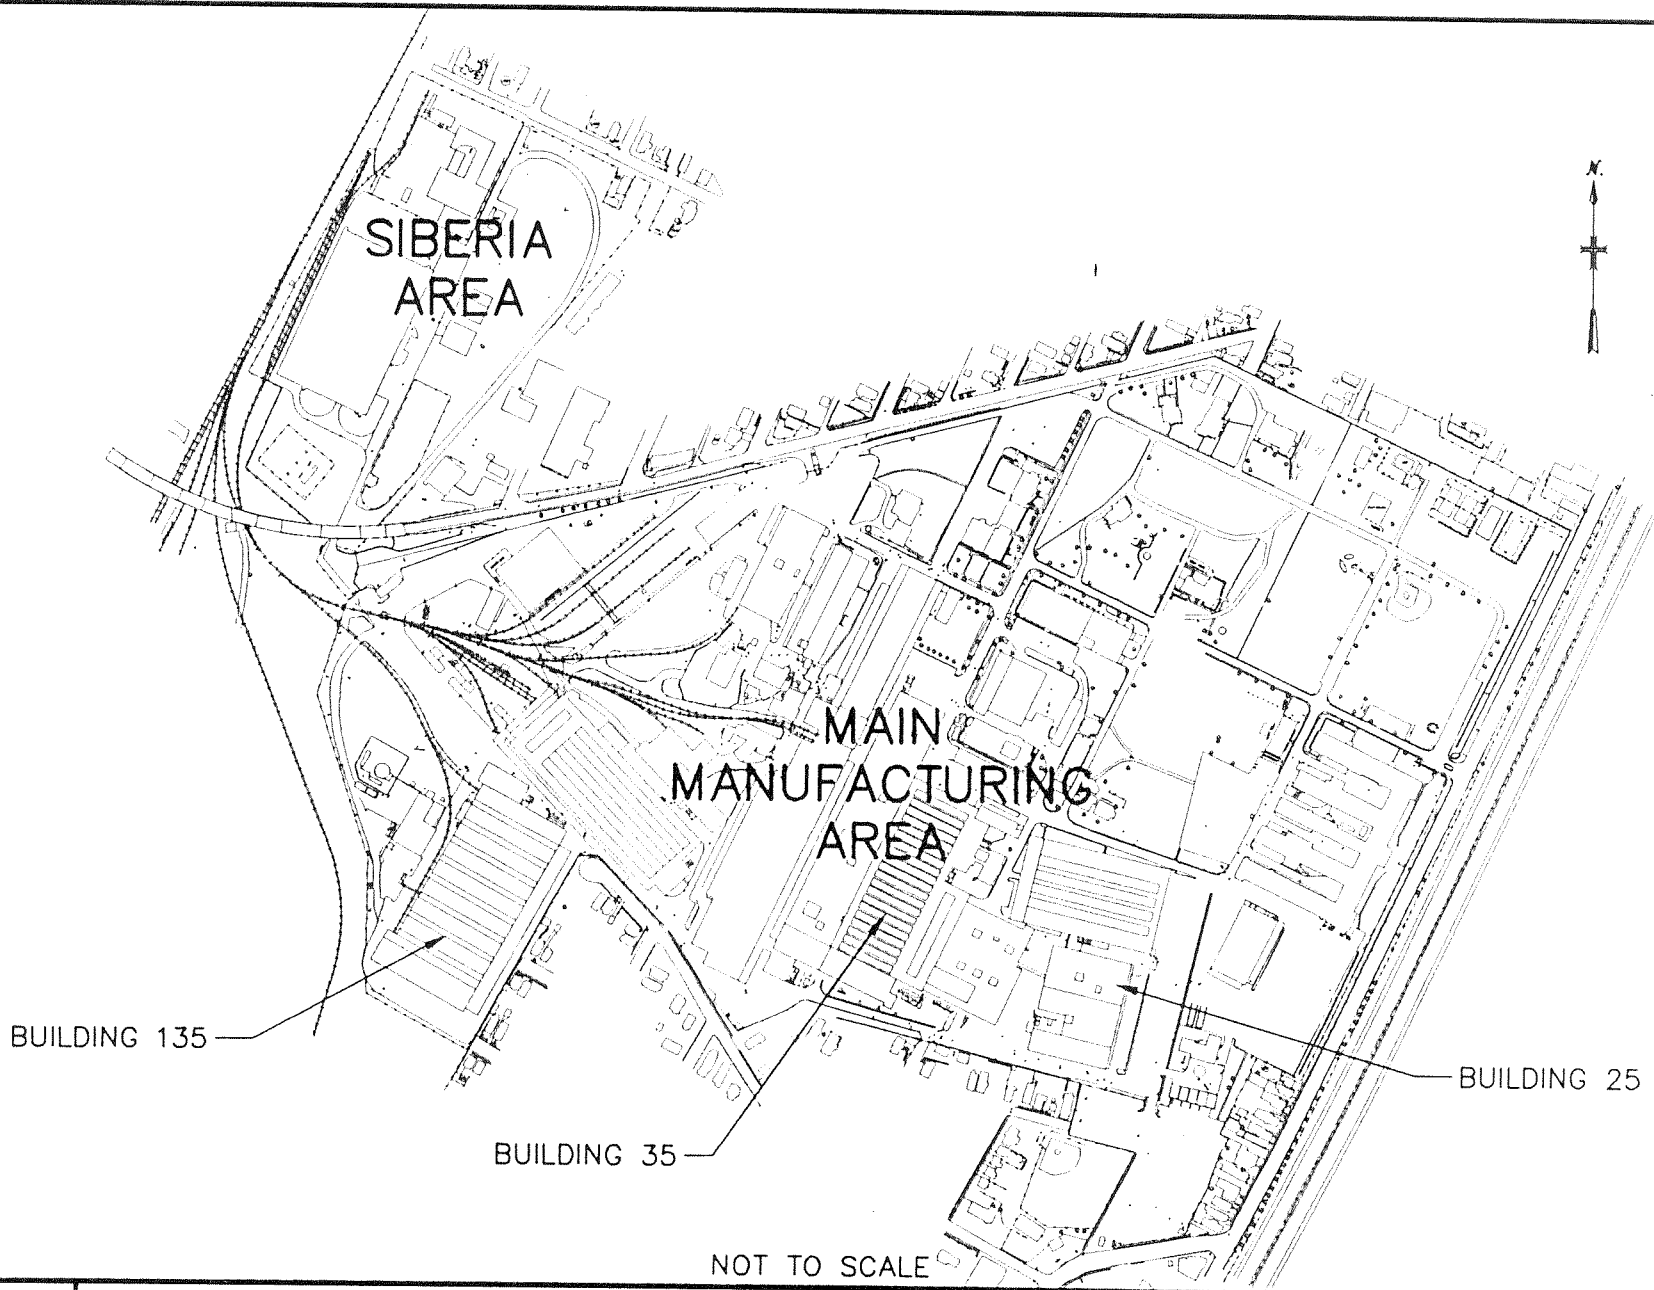 N.
SIBERIA
AREA
MAIN
MANUFACTURING
AREA
BUILDING 135
BUILDING 25
BUILDING 35
NOT TO SCALE